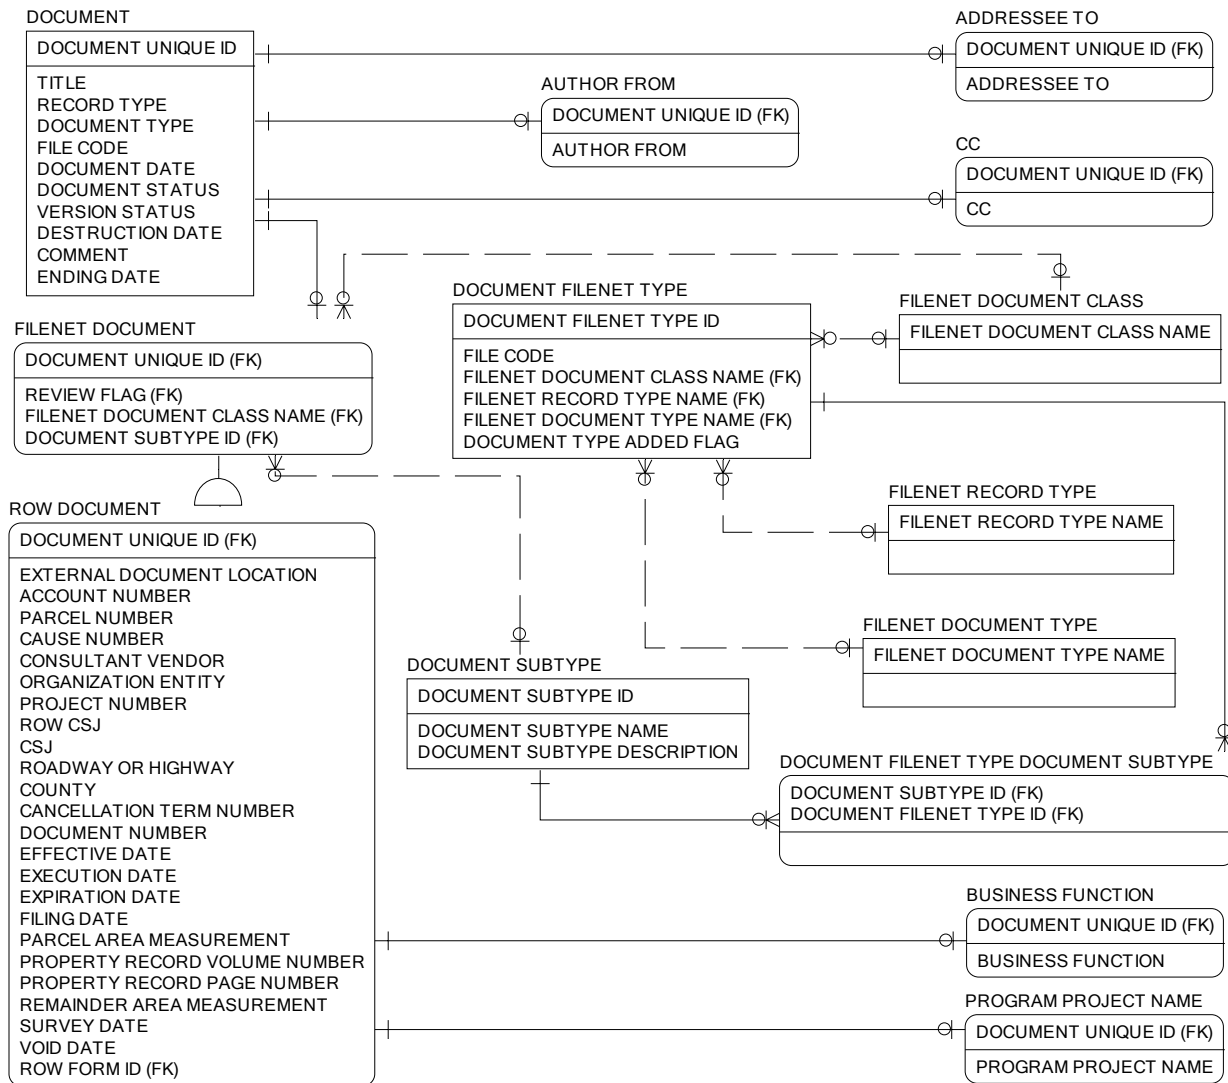 DOCUMENT
DOCUMENT UNIQUE ID
TITLE
RECORD TYPE
DOCUMENT TYPE
FILE CODE
DOCUMENT DATE
DOCUMENT STATUS
VERSION STATUS
DESTRUCTION DATE
COMMENT
ENDING DATE
ADDRESSEE TO
DOCUMENT UNIQUE ID (FK)
ADDRESSEE TO
AUTHOR FROM
DOCUMENT UNIQUE ID (FK)
AUTHOR FROM
CC
DOCUMENT UNIQUE ID (FK)
CC
DOCUMENT FILENET TYPE
DOCUMENT FILENET TYPE ID
FILE CODE
FILENET DOCUMENT CLASS NAME (FK)
FILENET RECORD TYPE NAME (FK)
FILENET DOCUMENT TYPE NAME (FK)
DOCUMENT TYPE ADDED FLAG
FILENET DOCUMENT CLASS
FILENET DOCUMENT CLASS NAME
FILENET DOCUMENT
DOCUMENT UNIQUE ID (FK)
REVIEW FLAG (FK)
FILENET DOCUMENT CLASS NAME (FK)
DOCUMENT SUBTYPE ID (FK)
FILENET RECORD TYPE
FILENET RECORD TYPE NAME
FILENET DOCUMENT TYPE
FILENET DOCUMENT TYPE NAME
ROW DOCUMENT
DOCUMENT UNIQUE ID (FK)
EXTERNAL DOCUMENT LOCATION
ACCOUNT NUMBER
PARCEL NUMBER
CAUSE NUMBER
CONSULTANT VENDOR
ORGANIZATION ENTITY
PROJECT NUMBER
ROW CSJ
CSJ
ROADWAY OR HIGHWAY
COUNTY
CANCELLATION TERM NUMBER
DOCUMENT NUMBER
EFFECTIVE DATE
EXECUTION DATE
EXPIRATION DATE
FILING DATE
PARCEL AREA MEASUREMENT
PROPERTY RECORD VOLUME NUMBER
PROPERTY RECORD PAGE NUMBER
REMAINDER AREA MEASUREMENT
SURVEY DATE
VOID DATE
ROW FORM ID (FK)
DOCUMENT SUBTYPE
DOCUMENT SUBTYPE ID
DOCUMENT SUBTYPE NAME
DOCUMENT SUBTYPE DESCRIPTION
DOCUMENT FILENET TYPE DOCUMENT SUBTYPE
DOCUMENT SUBTYPE ID (FK)
DOCUMENT FILENET TYPE ID (FK)
BUSINESS FUNCTION
DOCUMENT UNIQUE ID (FK)
BUSINESS FUNCTION
PROGRAM PROJECT NAME
DOCUMENT UNIQUE ID (FK)
PROGRAM PROJECT NAME